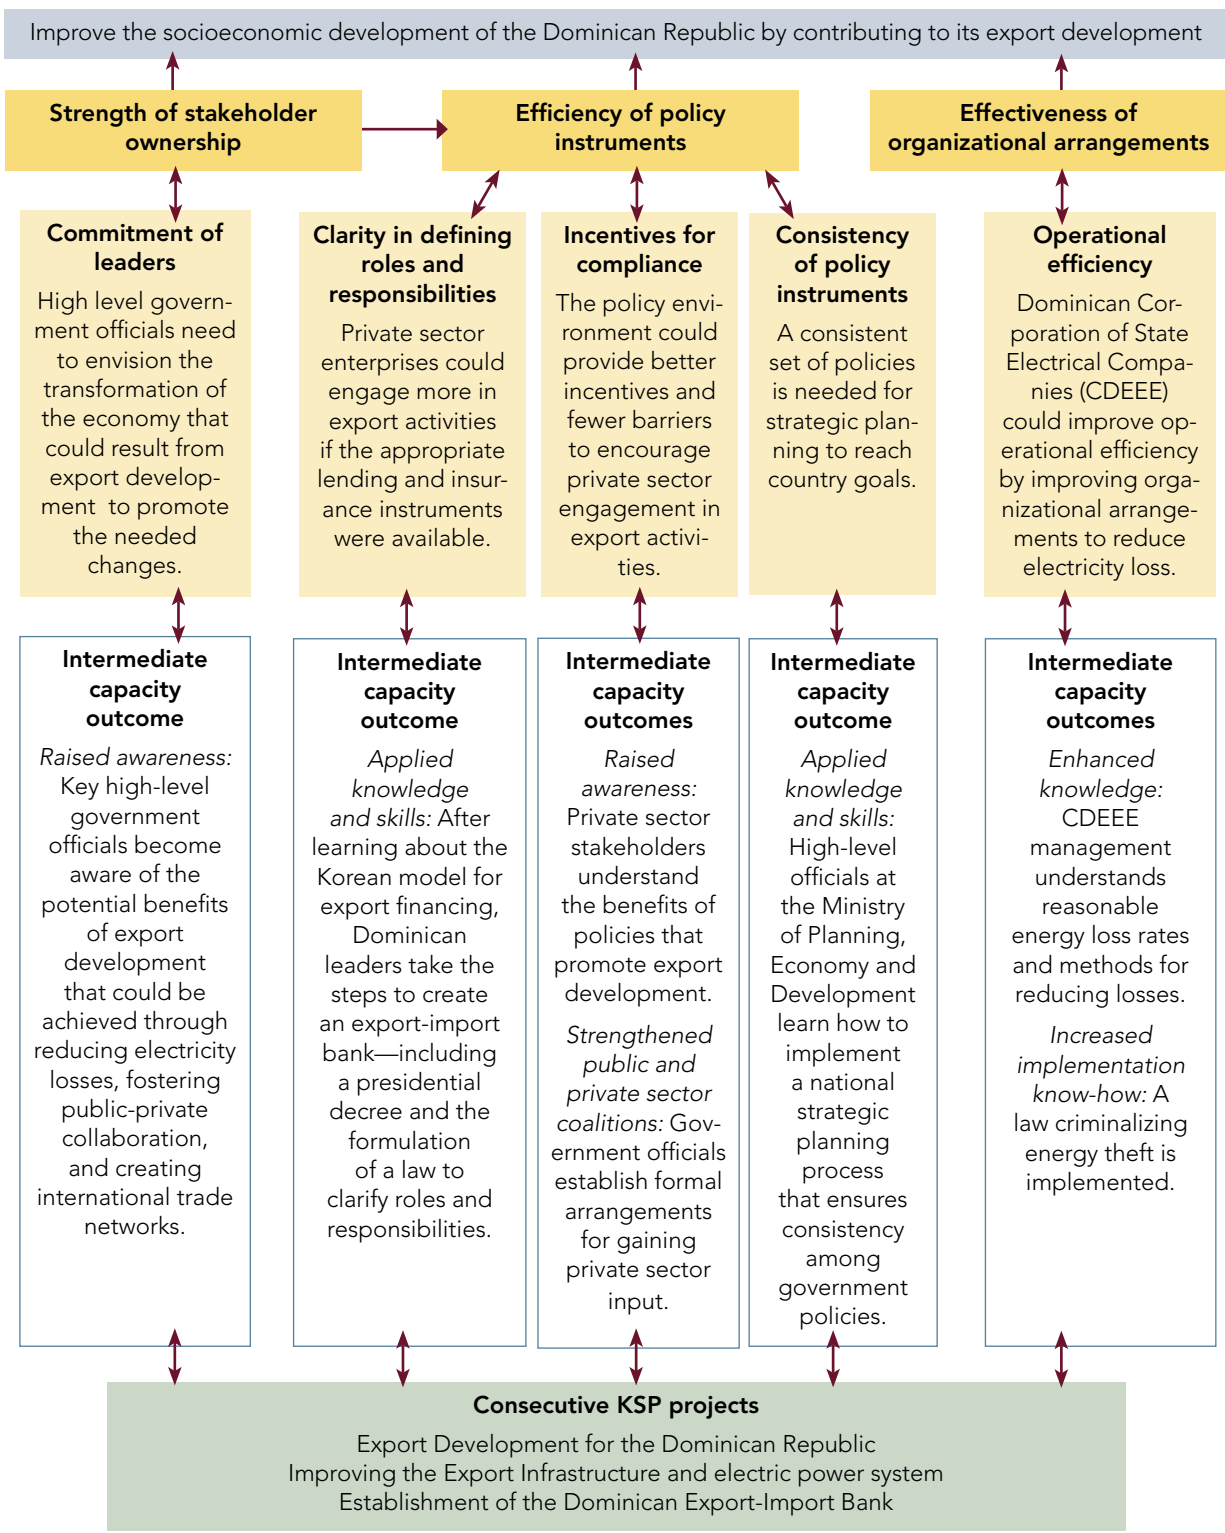 Improve the socioeconomic development of the Dominican Republic by contributing to its export development
Strength of stakeholder
ownership
Efficiency of policy
instruments
Effectiveness of
organizational arrangements
Commitment of
leaders
High level govern-
ment officials need
to envision the
transformation of
the economy that
could result from
export develop-
ment to promote
the needed
changes.
Clarity in defining
roles and
responsibilities
Private sector
enterprises could
engage more in
export activities
if the appropriate
lending and insur-
ance instruments
were available.
Incentives for
compliance
The policy envi-
ronment could
provide better
incentives and
fewer barriers
to encourage
private sector
engagement in
export activi-
ties.
Consistency
of policy
instruments
A consistent
set of policies
is needed for
strategic plan-
ning to reach
country goals.
Operational
efficiency
Dominican Cor-
poration of State
Electrical Compa-
nies (CDEEE)
could improve op-
erational efficiency
by improving orga-
nizational arrange-
ments to reduce
electricity loss.
Intermediate
capacity
outcome
Raised awareness:
Key high-level
government
officials become
aware of the
potential benefits
of export
development
that could be
achieved through
reducing electricity
losses, fostering
public-private
collaboration,
and creating
international trade
networks.
Intermediate
capacity
outcome
Applied
knowledge
and skills: After
learning about the
Korean model for
export financing,
Dominican
leaders take the
steps to create
an export-import
bank—including
a presidential
decree and the
formulation
of a law to
clarify roles and
responsibilities.
Intermediate
capacity
outcomes
Raised
awareness:
Private sector
stakeholders
understand
the benefits of
policies that
promote export
development.
Strengthened
public and
private sector
coalitions: Gov-
ernment officials
establish formal
arrangements
for gaining
private sector
input.
Intermediate
capacity
outcome
Applied
knowledge
and skills:
High-level
officials at
the Ministry
of Planning,
Economy and
Development
learn how to
implement
a national
strategic
planning
process
that ensures
consistency
among
government
policies.
Intermediate
capacity
outcomes
Enhanced
knowledge:
CDEEE
management
understands
reasonable
energy loss rates
and methods for
reducing losses.
Increased
implementation
know-how: A
law criminalizing
energy theft is
implemented.
Consecutive KSP projects
Export Development for the Dominican Republic
Improving the Export Infrastructure and electric power system
Establishment of the Dominican Export-Import Bank